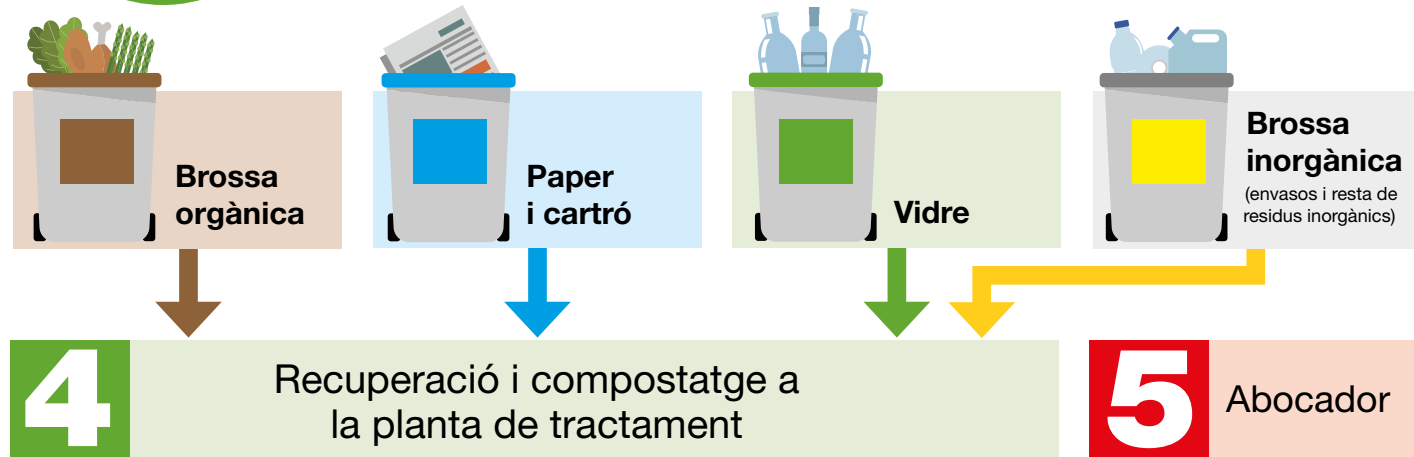 Brossa
orgànica
Paper
i cartró
Vidre
Brossa
inorgànica
(envasos i resta de
residus inorgànics)
4
Recuperació i compostatge a
la planta de tractament
5
Abocador